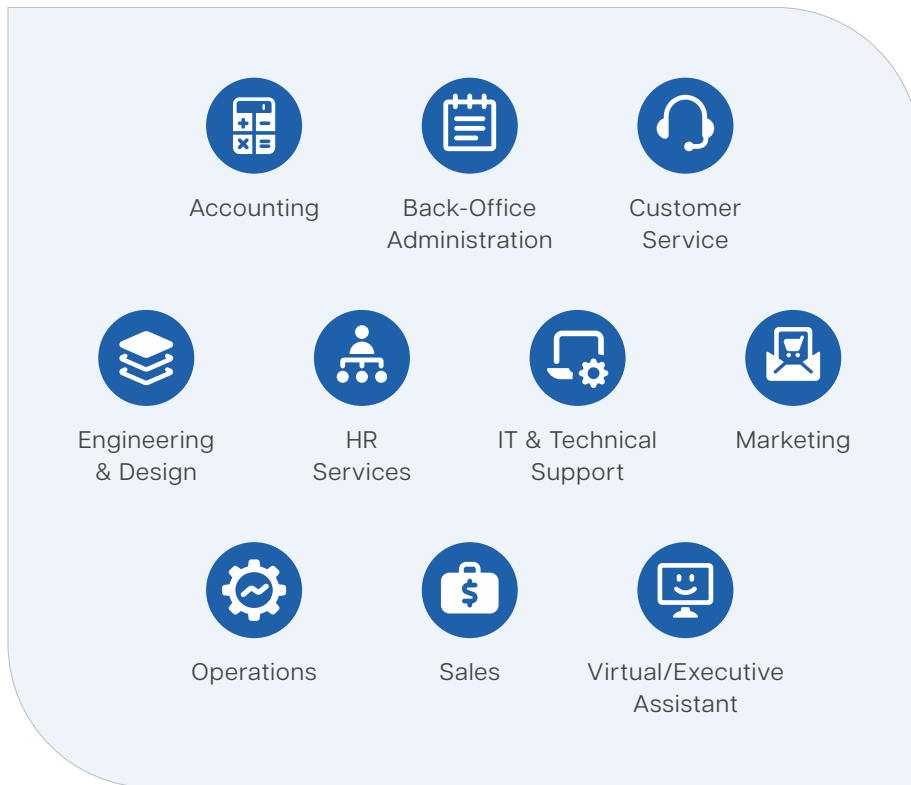 Accounting
Back-Office
Administration
Customer
Service
Engineering
& Design
HR
Services
IT & Technical
Support
Marketing
Operations
Sales
Virtual/Executive
Assistant